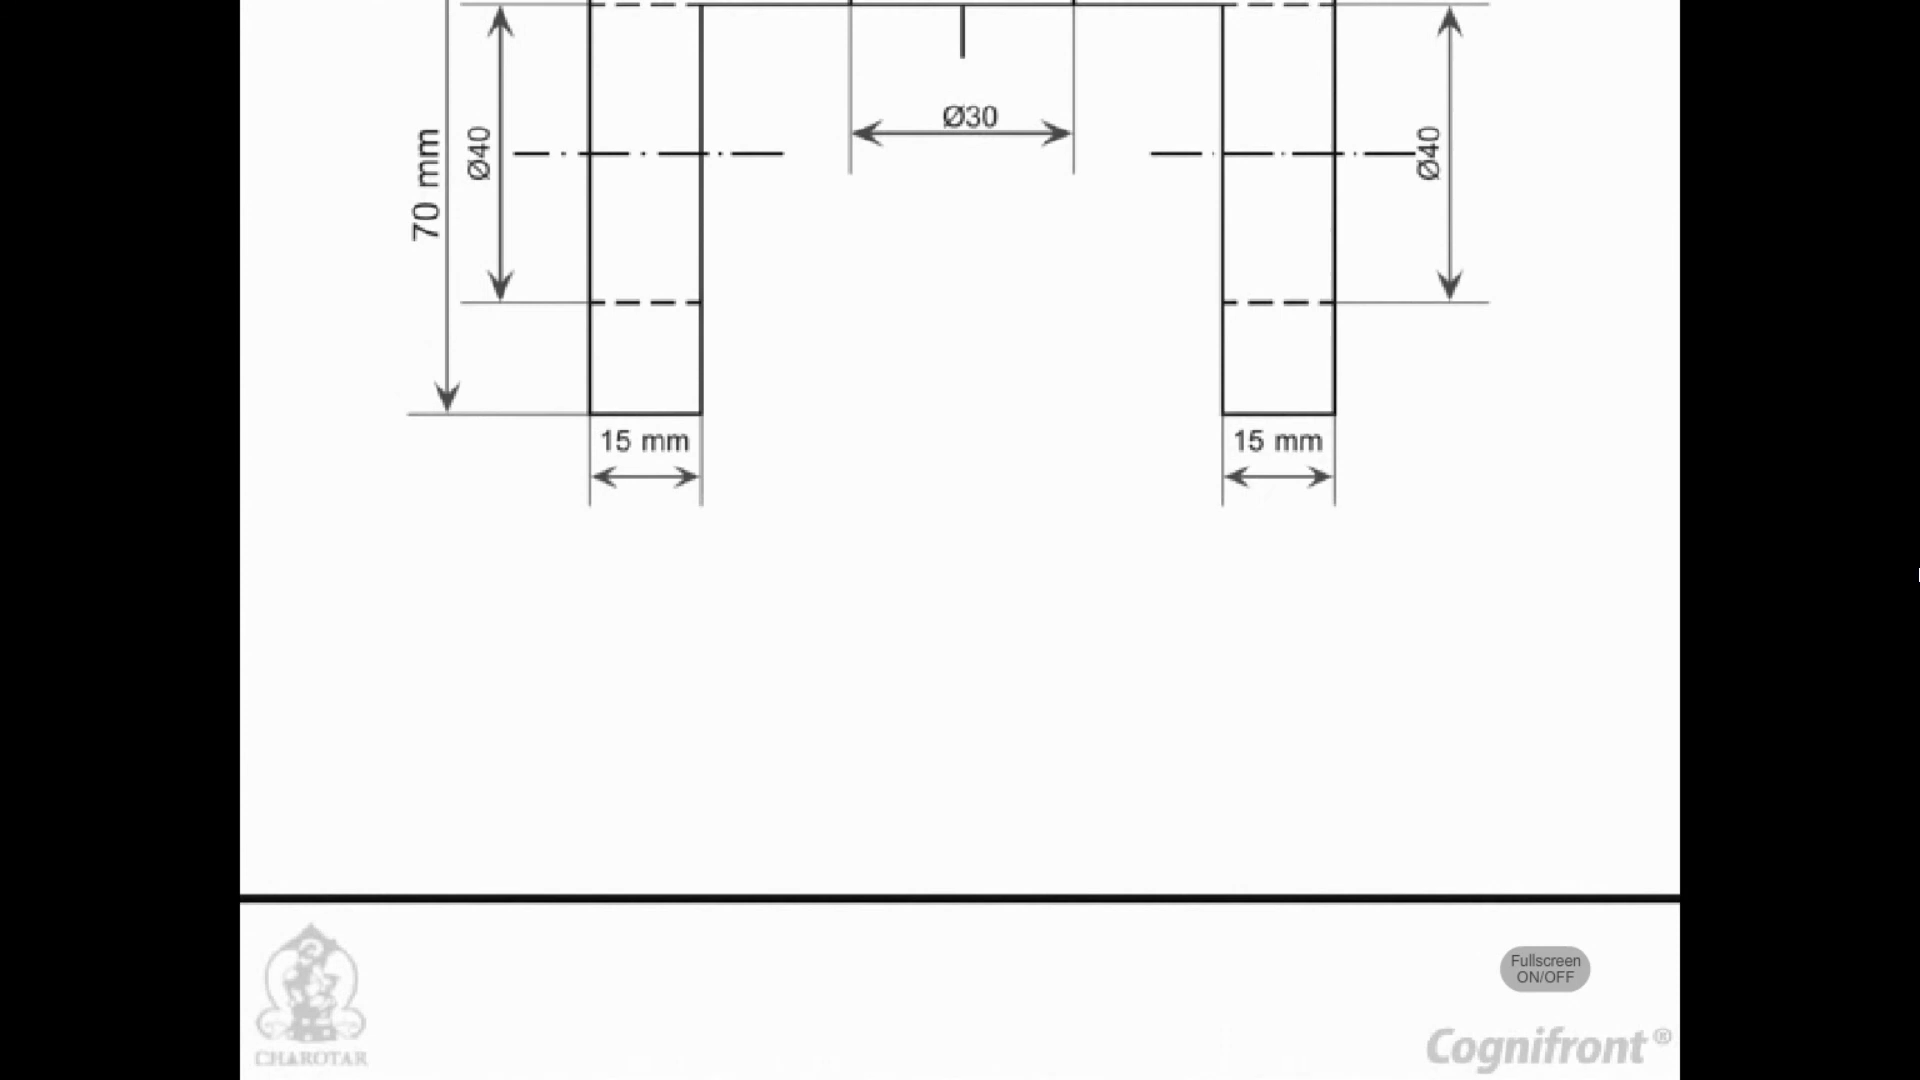 Ø30
70 mm
Ø40
Ø40
15 mm
15 mm
Fullscreen
ON/OFF
CHAROTAR
Cognifront®